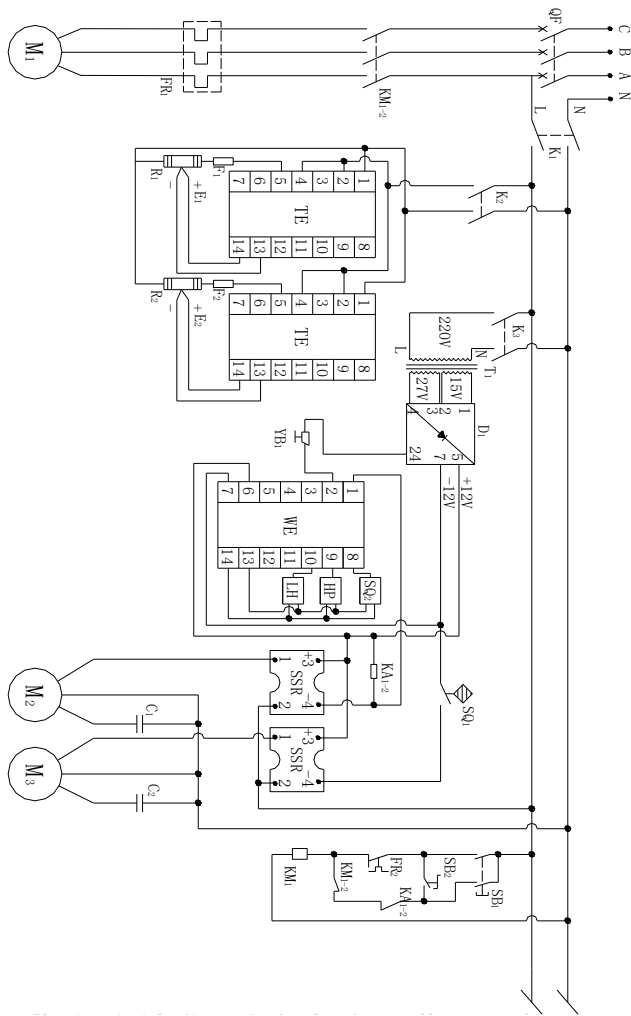 C
B
A
N
QF
L
N
K1
KM1-2
FR1
M1
K2
1 2 3 4 5 6 7
TE
8 9 10 11 12 13 14
F1
R1
+E1
-
1 2 3 4 5 6 7
TE
8 9 10 11 12 13 14
F2
R2
+E2
-
K3
220V
L
N
T1
15V
27V
D1
1
2
3
4
5
7
24
+12V
-12V
YB1
1 2 3 4 5 6 7
WE
8 9 10 11 12 13 14
SQ2
HP
LH
KA1-2
SQ1
+3
-4
SSR
1
2
+3
-4
SSR
1
2
M2
C1
M3
C2
SB1
SB2
FR2
KA1-2
KM1-2
KM1